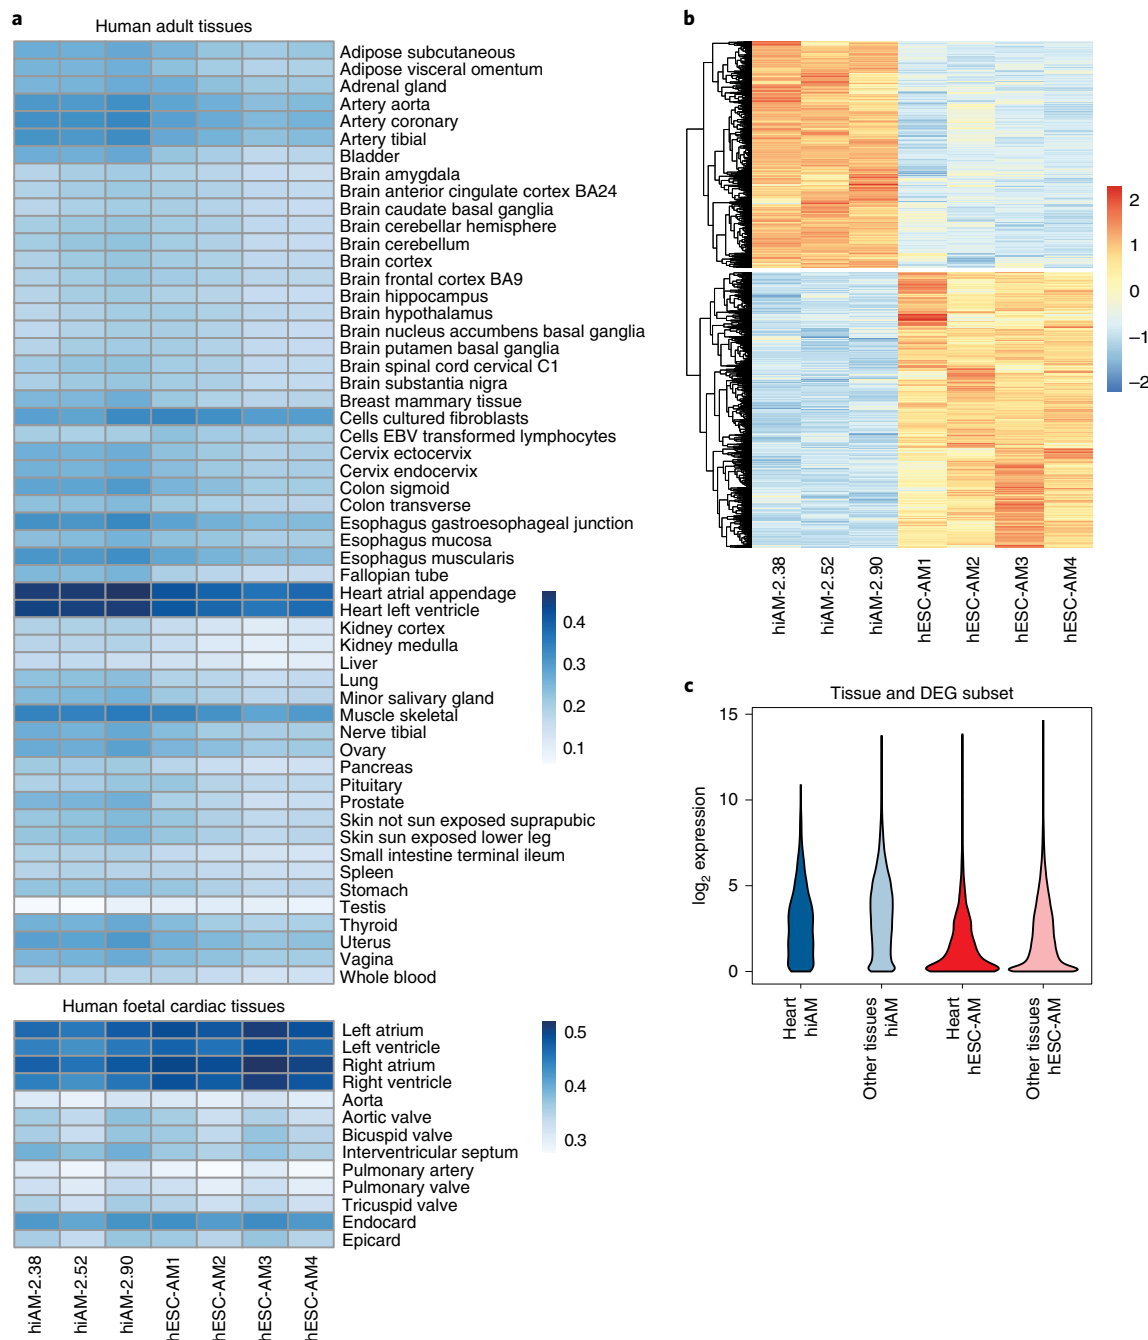 a
Human adult tissues
Adipose subcutaneous
Adipose visceral omentum
Adrenal gland
Artery aorta
Artery coronary
Artery tibial
Bladder
Brain amygdala
Brain anterior cingulate cortex BA24
Brain caudate basal ganglia
Brain cerebellar hemisphere
Brain cerebellum
Brain cortex
Brain frontal cortex BA9
Brain hippocampus
Brain hypothalamus
Brain nucleus accumbens basal ganglia
Brain putamen basal ganglia
Brain spinal cord cervical C1
Brain substantia nigra
Breast mammary tissue
Cells cultured fibroblasts
Cells EBV transformed lymphocytes
Cervix ectocervix
Cervix endocervix
Colon sigmoid
Colon transverse
Esophagus gastroesophageal junction
Esophagus mucosa
Esophagus muscularis
Fallopian tube
Heart atrial appendage
Heart left ventricle
Kidney cortex
Kidney medulla
Liver
Lung
Minor salivary gland
Muscle skeletal
Nerve tibial
Ovary
Pancreas
Pituitary
Prostate
Skin not sun exposed suprapubic
Skin sun exposed lower leg
Small intestine terminal ileum
Spleen
Stomach
Testis
Thyroid
Uterus
Vagina
Whole blood
0.4
0.3
0.2
0.1
Human foetal cardiac tissues
Left atrium
Left ventricle
Right atrium
Right ventricle
Aorta
Aortic valve
Bicuspid valve
Interventricular septum
Pulmonary artery
Pulmonary valve
Tricuspid valve
Endocard
Epicard
0.5
0.4
0.3
hiAM-2.38
hiAM-2.52
hiAM-2.90
hESC-AM1
hESC-AM2
hESC-AM3
hESC-AM4
b
2
1
0
−1
−2
hiAM-2.38
hiAM-2.52
hiAM-2.90
hESC-AM1
hESC-AM2
hESC-AM3
hESC-AM4
c
Tissue and DEG subset
log2 expression
15
10
5
0
Heart
hiAM
Other tissues
hiAM
Heart
hESC-AM
Other tissues
hESC-AM